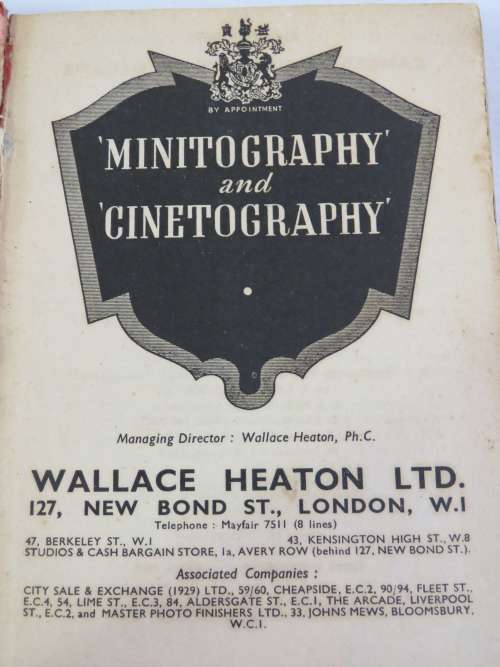 BY APPOINTMENT
'MINITOGRAPHY'
and
'CINETOGRAPHY'
Managing Director : Wallace Heaton, Ph.C.
WALLACE HEATON LTD.
127, NEW BOND ST., LONDON, W.1
Telephone : Mayfair 7511 (8 lines)
47, BERKELEY ST., W.1 43, KENSINGTON HIGH ST., W.8
STUDIOS & CASH BARGAIN STORE, 1a, AVERY ROW (behind 127, NEW BOND ST.).
Associated Companies :
CITY SALE & EXCHANGE (1929) LTD., 59/60, CHEAPSIDE, E.C.2, 90/94, FLEET ST.,
E.C.4, 54, LIME ST., E.C.3, 84, ALDERSGATE ST., E.C.1, THE ARCADE, LIVERPOOL
ST., E.C.2, and MASTER PHOTO FINISHERS LTD., 33, JOHNS MEWS, BLOOMSBURY.
W.C.1.